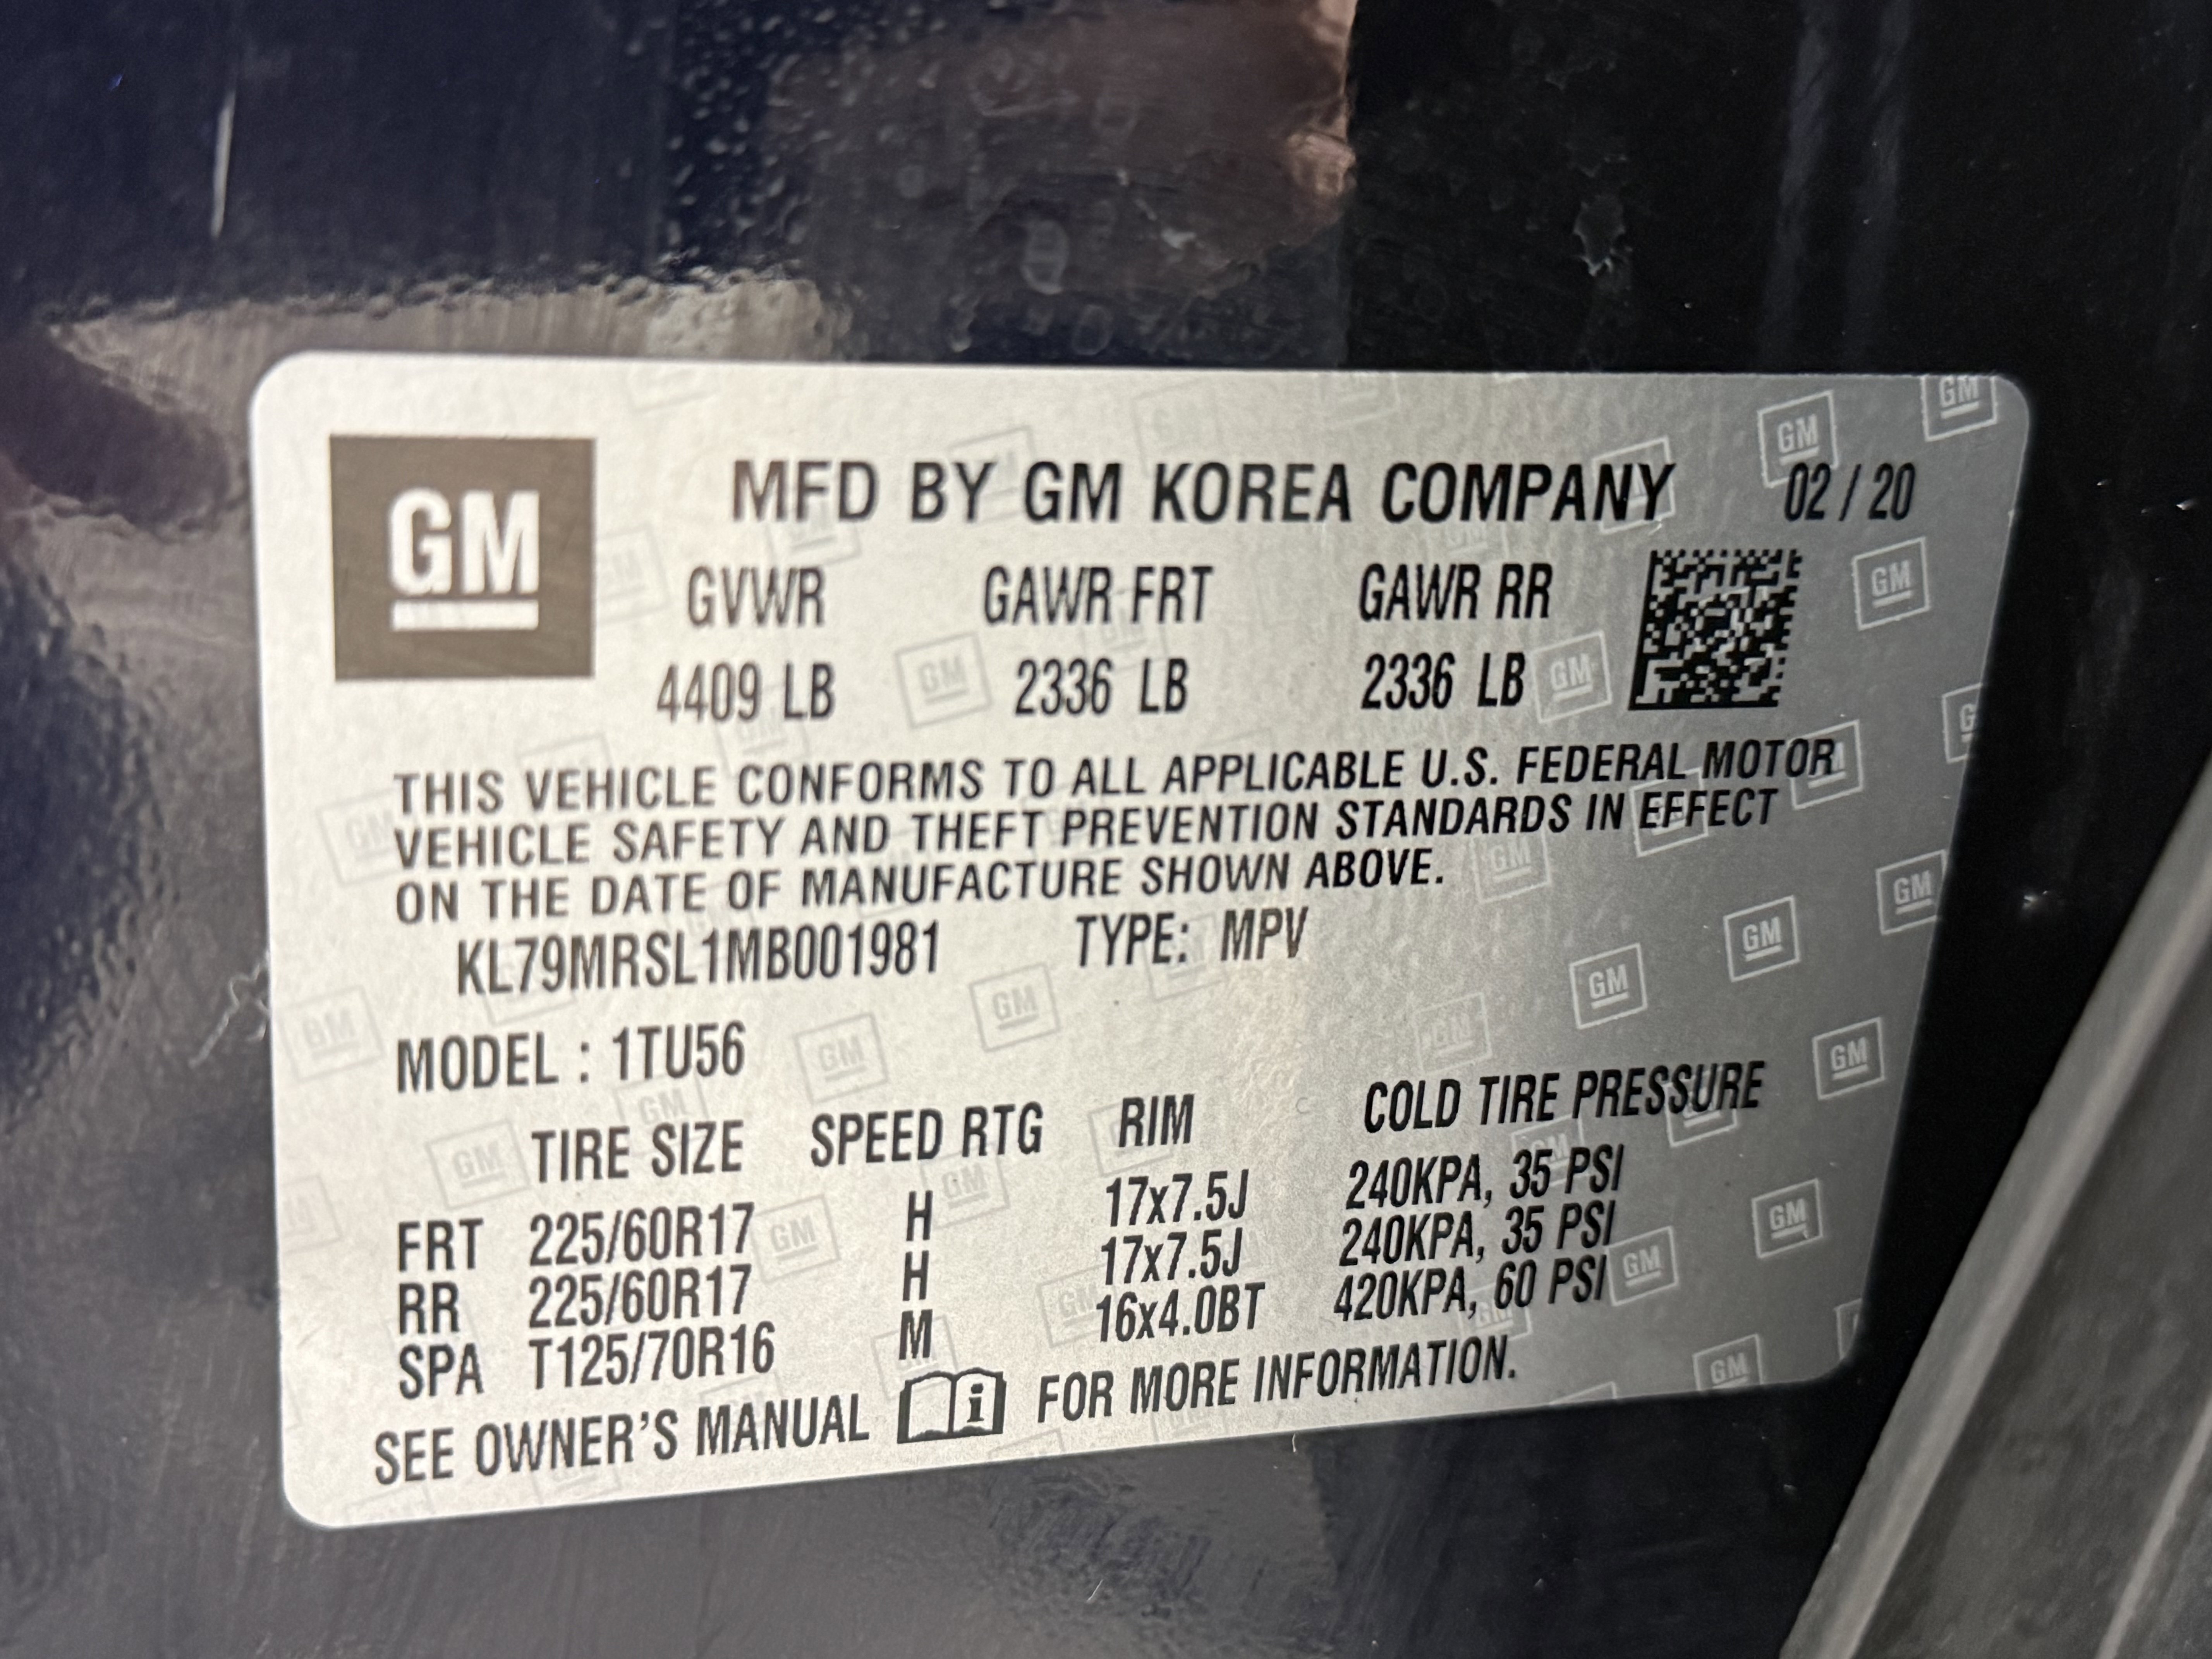 GM
MFD BY GM KOREA COMPANY 02 / 20
GVWR GAWR FRT GAWR RR
4409 LB 2336 LB 2336 LB
THIS VEHICLE CONFORMS TO ALL APPLICABLE U.S. FEDERAL MOTOR
VEHICLE SAFETY AND THEFT PREVENTION STANDARDS IN EFFECT
ON THE DATE OF MANUFACTURE SHOWN ABOVE.
KL79MRSL1MB001981 TYPE: MPV
MODEL : 1TU56
TIRE SIZE SPEED RTG RIM COLD TIRE PRESSURE
FRT 225/60R17 H 17x7.5J 240KPA, 35 PSI
RR 225/60R17 H 17x7.5J 240KPA, 35 PSI
SPA T125/70R16 M 16x4.0BT 420KPA, 60 PSI
SEE OWNER'S MANUAL i FOR MORE INFORMATION.